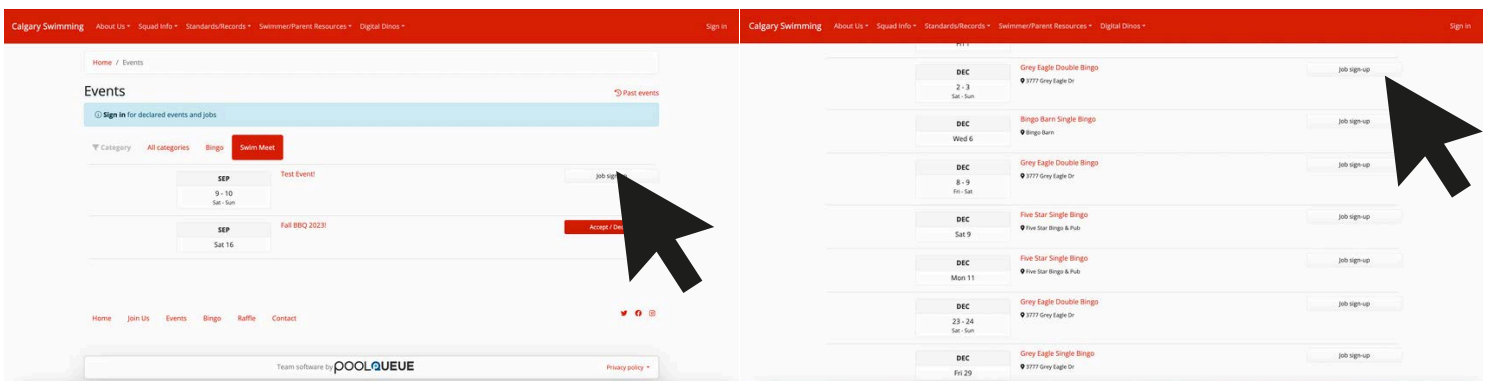 Calgary Swimming About Us Squad Info Standards/Records Swimmer/Parent Resources Digital Dinos Sign in
Home / Events
Events
Past events
Sign in for declared events and jobs
Category All categories Bingo Swim Meet
SEP
9 - 10
Sat - Sun
Test Event!
SEP
Sat 16
Fall BBQ 2023!
Accept /
Home Join Us Events Bingo Raffle Contact
Team software by POOLQUEUE
Privacy policy
Calgary Swimming About Us Squad Info Standards/Records Swimmer/Parent Resources Digital Dinos Sign in
DEC
2 - 3
Sat - Sun
Grey Eagle Double Bingo
3777 Grey Eagle Dr
Job sign-up
DEC
Wed 6
Bingo Barn Single Bingo
Bingo Barn
Job sign-up
DEC
8 - 9
Fri - Sat
Grey Eagle Double Bingo
3777 Grey Eagle Dr
Job sign-up
DEC
Sat 9
Five Star Single Bingo
Five Star Bingo & Pub
Job sign-up
DEC
Mon 11
Five Star Single Bingo
Five Star Bingo & Pub
Job sign-up
DEC
23 - 24
Sat - Sun
Grey Eagle Double Bingo
3777 Grey Eagle Dr
Job sign-up
DEC
Fri 29
Grey Eagle Single Bingo
3777 Grey Eagle Dr
Job sign-up